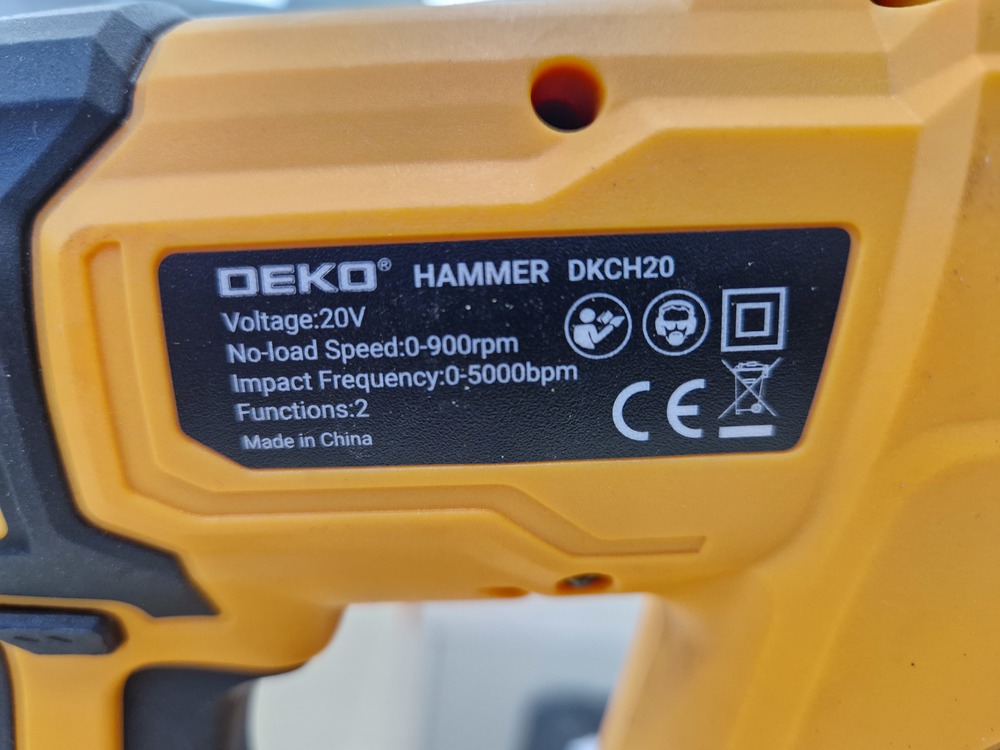 DEKO® HAMMER DKCH20
Voltage:20V
No-load Speed:0-900rpm
Impact Frequency:0-5000bpm
Functions:2
Made in China
CE